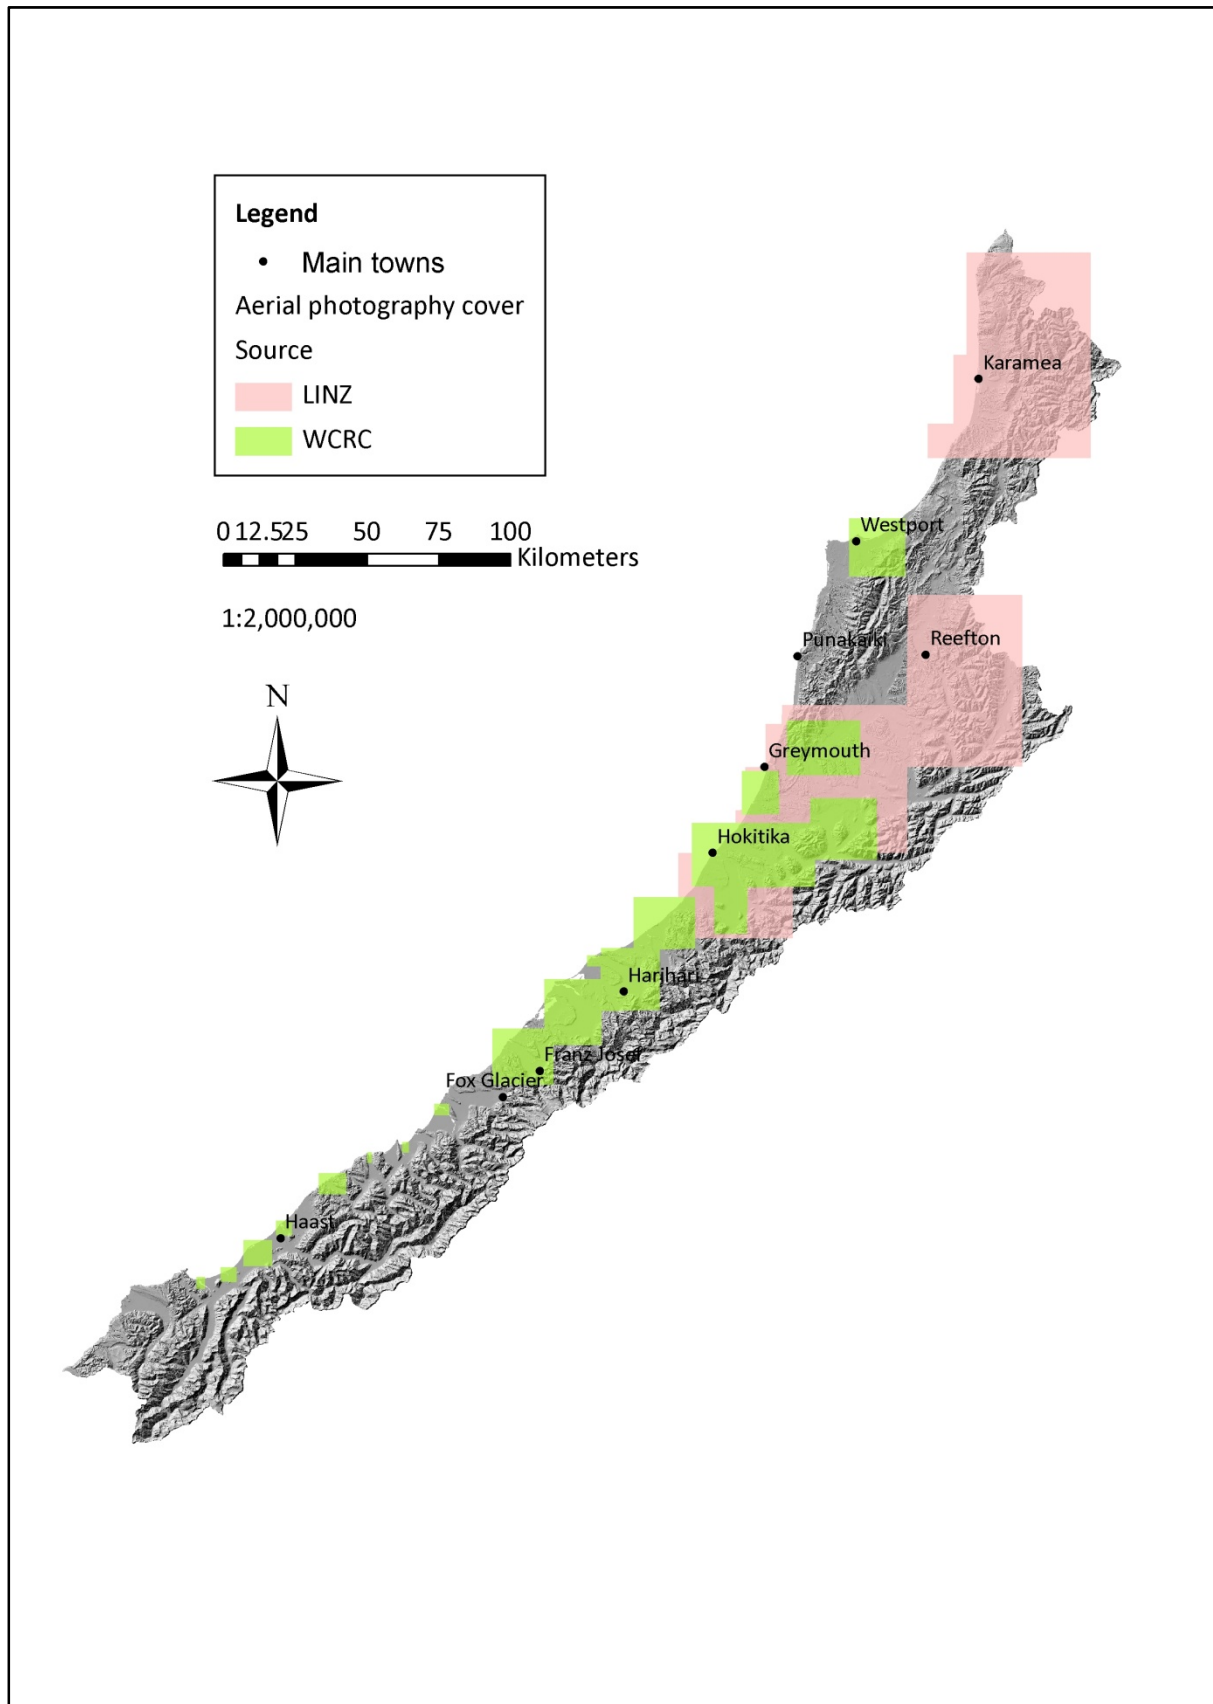 Legend
Main towns
Aerial photography cover
Source
LINZ
WCRC
0 12.525 50 75 100
Kilometers
1:2,000,000
N
Karamea
Westport
Punakaiki
Reefton
Greymouth
Hokitika
Harihari
Franz Josef
Fox Glacier
Haast